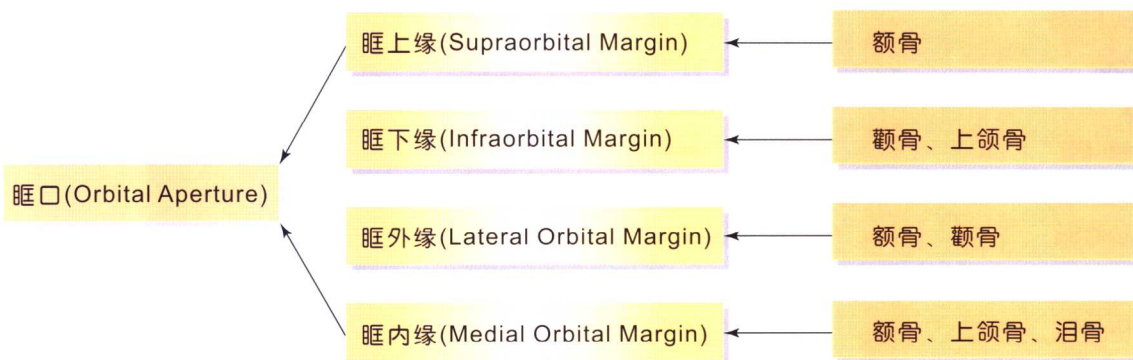 眶上缘(Supraorbital Margin)
额骨
眶下缘(Infraorbital Margin)
颧骨、上颌骨
眶口(Orbital Aperture)
眶外缘(Lateral Orbital Margin)
额骨、颧骨
眶内缘(Medial Orbital Margin)
额骨、上颌骨、泪骨